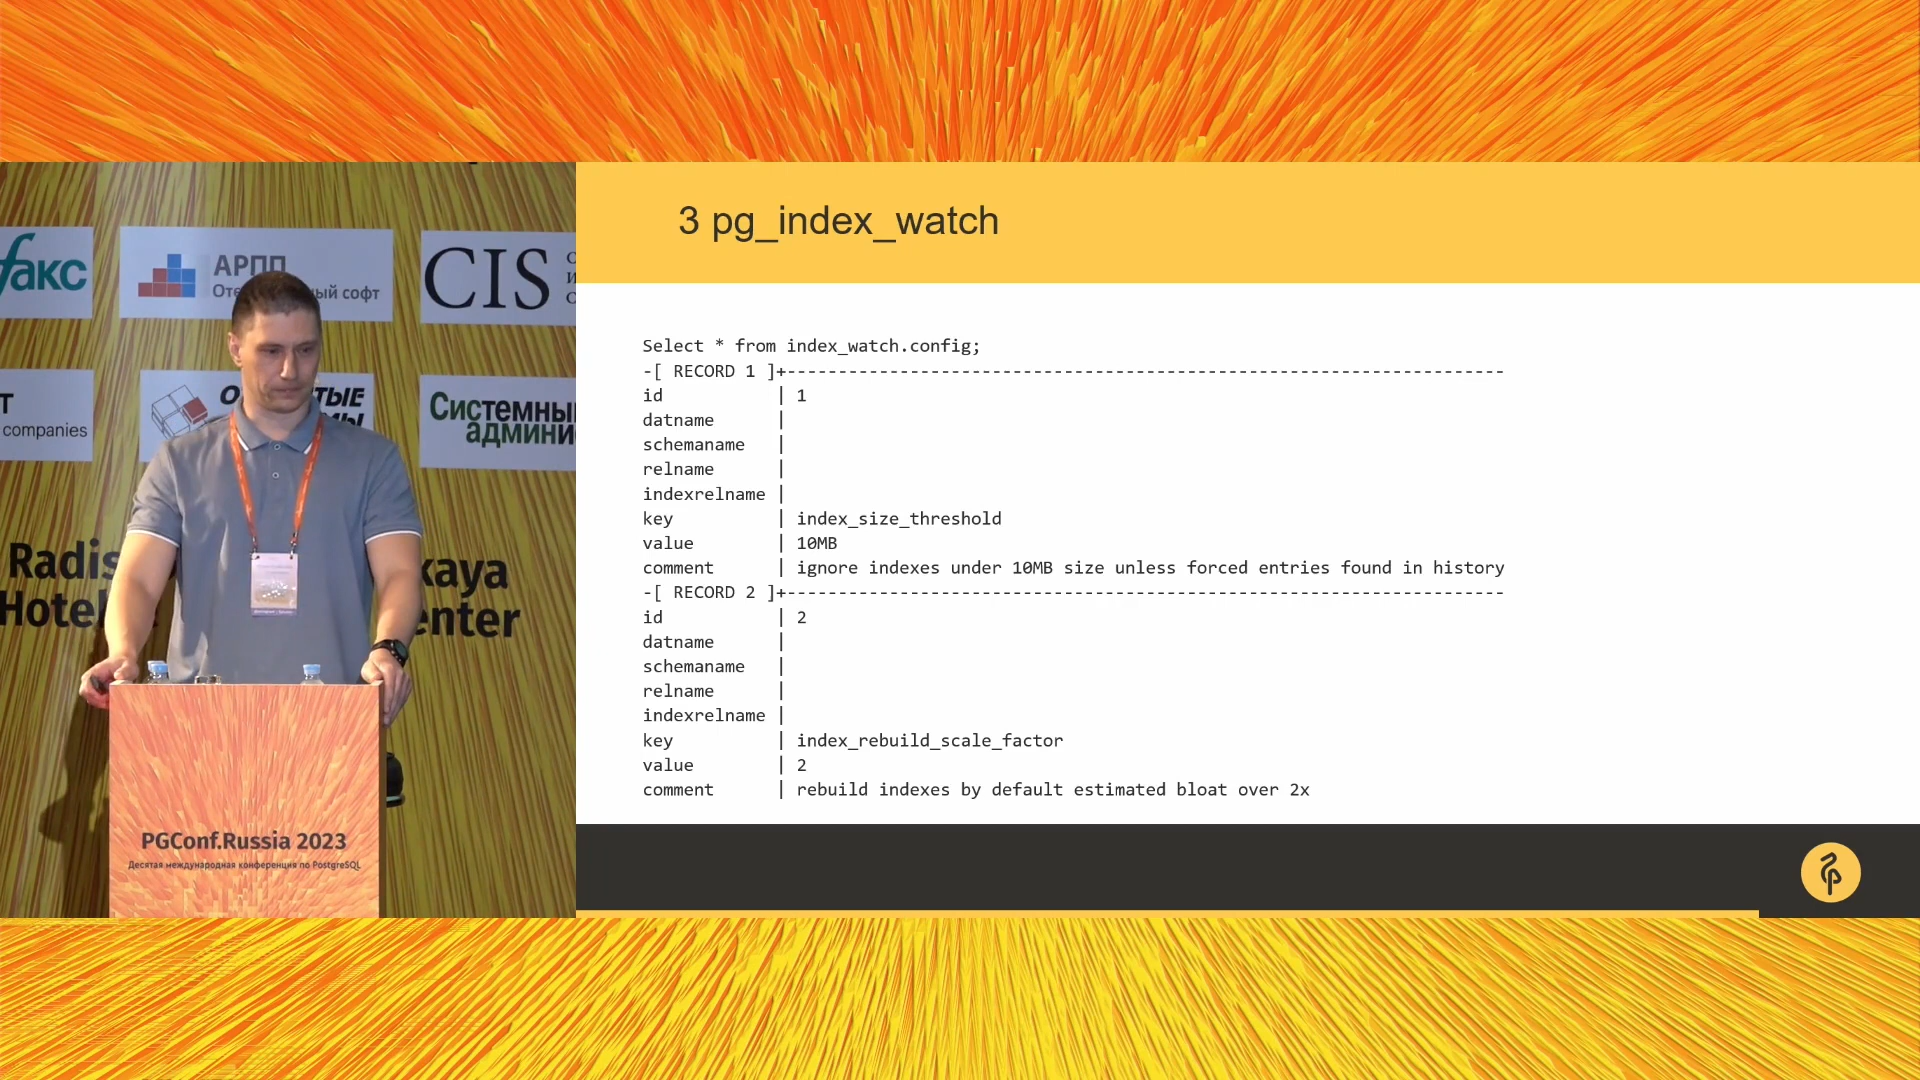 факс
АРПП
CIS
т
companies
Системны
админи
Radis
Hotel
kaya
enter
PGConf.Russia 2023
Десятая международная конференция по PostgreSQL
3 pg_index_watch
Select * from index_watch.config;
-[ RECORD 1 ]+----------------------------------------------------------------------
id | 1
datname |
schemaname |
relname |
indexrelname |
key | index_size_threshold
value | 10MB
comment | ignore indexes under 10MB size unless forced entries found in history
-[ RECORD 2 ]+----------------------------------------------------------------------
id | 2
datname |
schemaname |
relname |
indexrelname |
key | index_rebuild_scale_factor
value | 2
comment | rebuild indexes by default estimated bloat over 2x